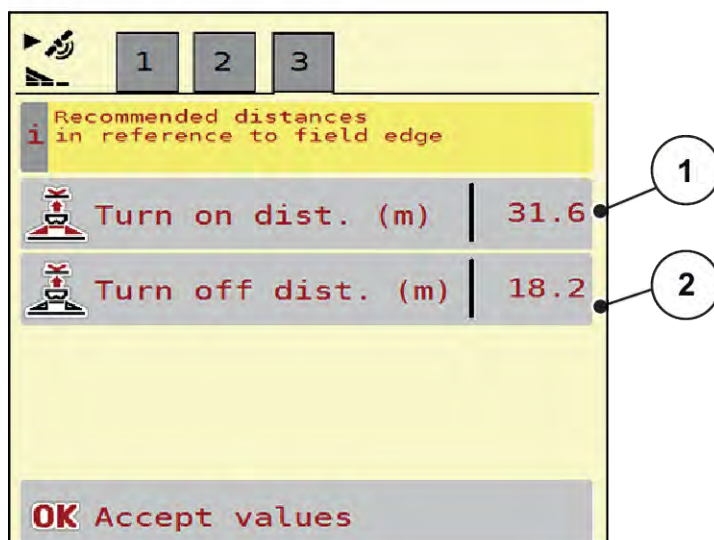 1 2 3
i Recommended distances
in reference to field edge
Turn on dist. (m) 31.6
1
Turn off dist. (m) 18.2
2
OK Accept values